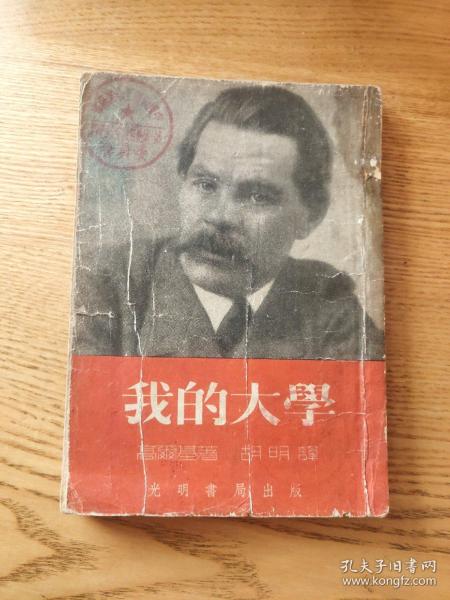 我的大學
高爾基著 胡明譯
光明書局出版
孔夫子旧书网
www.kongfz.com